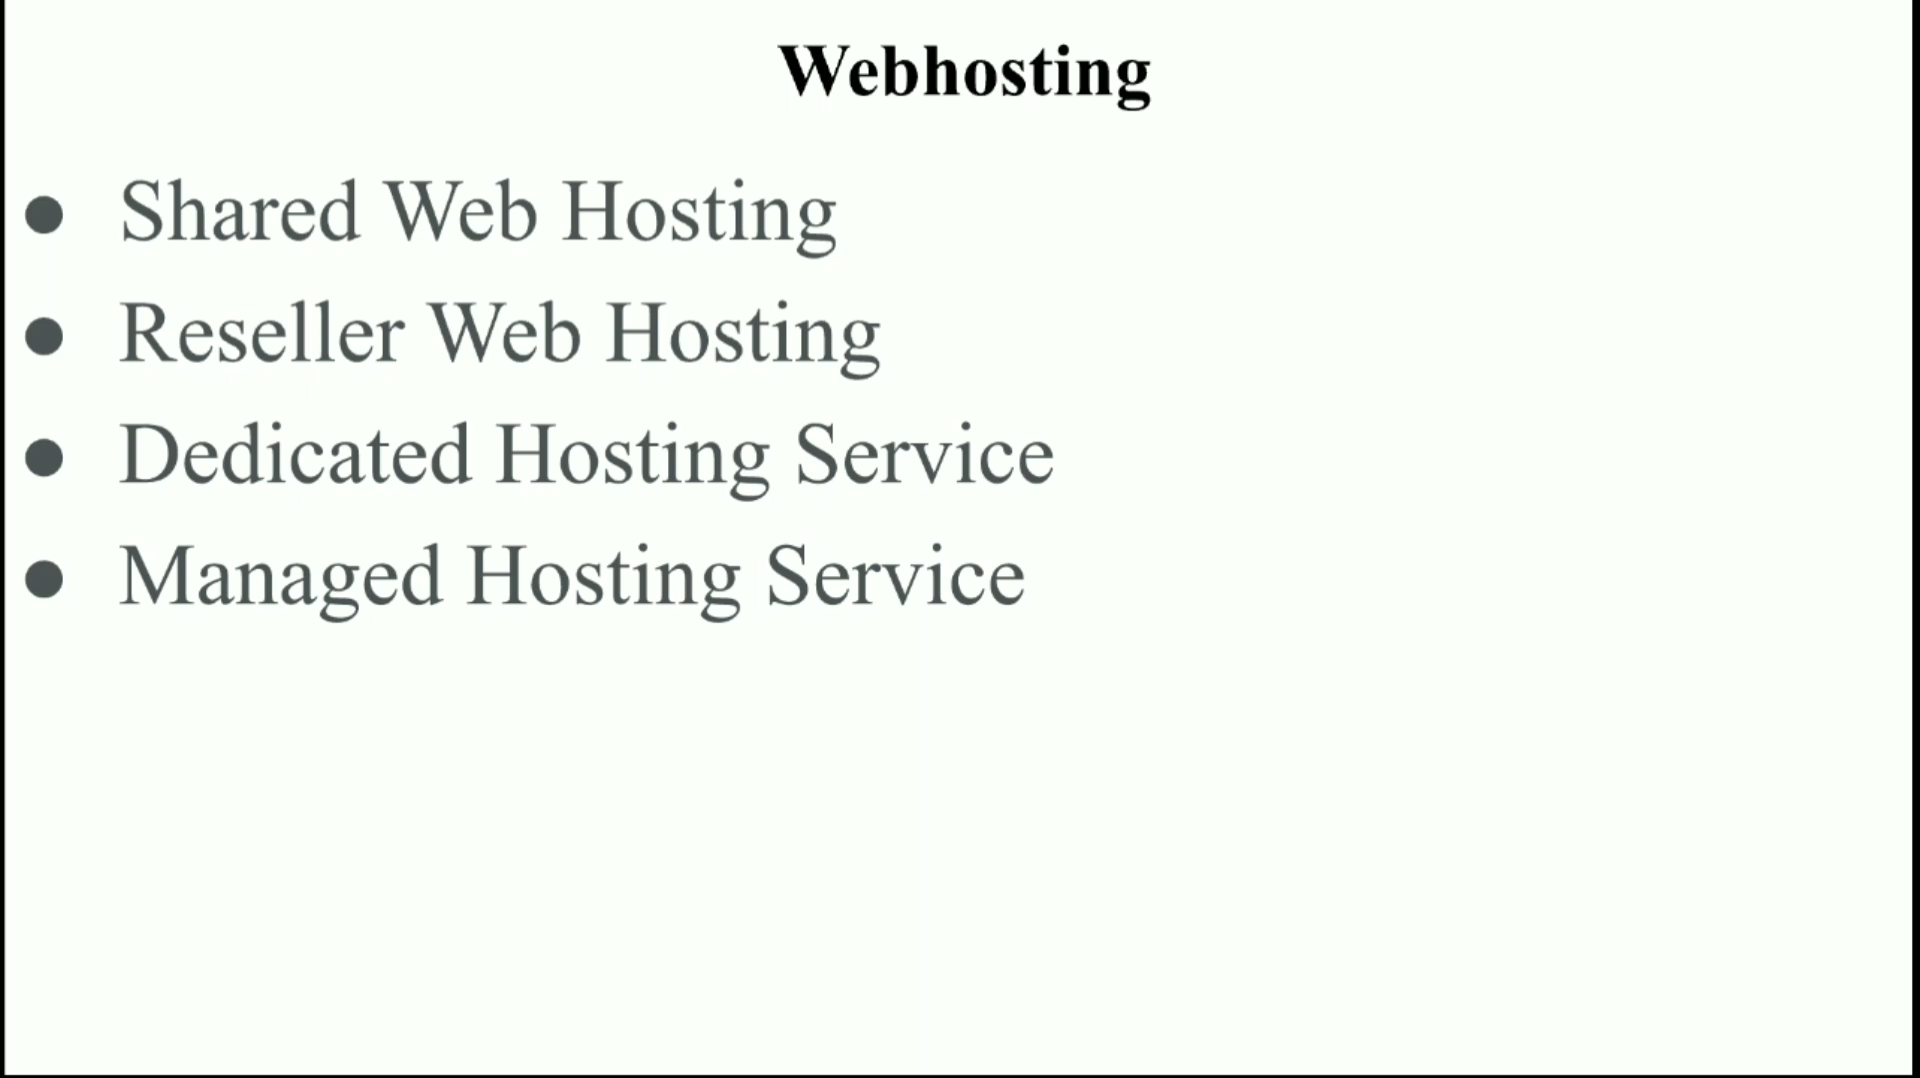 Webhosting
● Shared Web Hosting
● Reseller Web Hosting
● Dedicated Hosting Service
● Managed Hosting Service